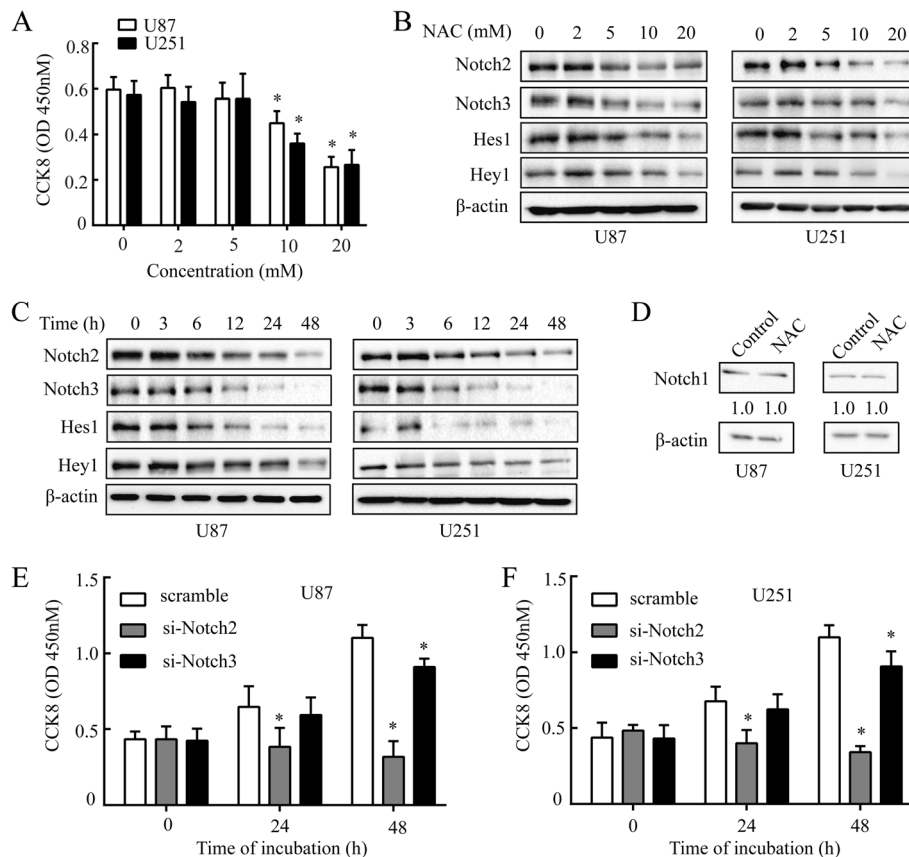 A
U87
U251
CCK8 (OD 450nM)
0.8
0.6
0.4
0.2
0
* * * *
0 2 5 10 20
Concentration (mM)
B
NAC (mM) 0 2 5 10 20 0 2 5 10 20
Notch2
Notch3
Hes1
Hey1
β-actin
U87 U251
C
Time (h) 0 3 6 12 24 48 0 3 6 12 24 48
Notch2
Notch3
Hes1
Hey1
β-actin
U87 U251
D
Control NAC Control NAC
Notch1
1.0 1.0 1.0 1.0
β-actin
U87 U251
E
U87
scramble
si-Notch2
si-Notch3
CCK8 (OD 450nM)
1.5
1.0
0.5
0
* * *
0 24 48
Time of incubation (h)
F
U251
scramble
si-Notch2
si-Notch3
CCK8 (OD 450nM)
1.5
1.0
0.5
0
* * *
0 24 48
Time of incubation (h)